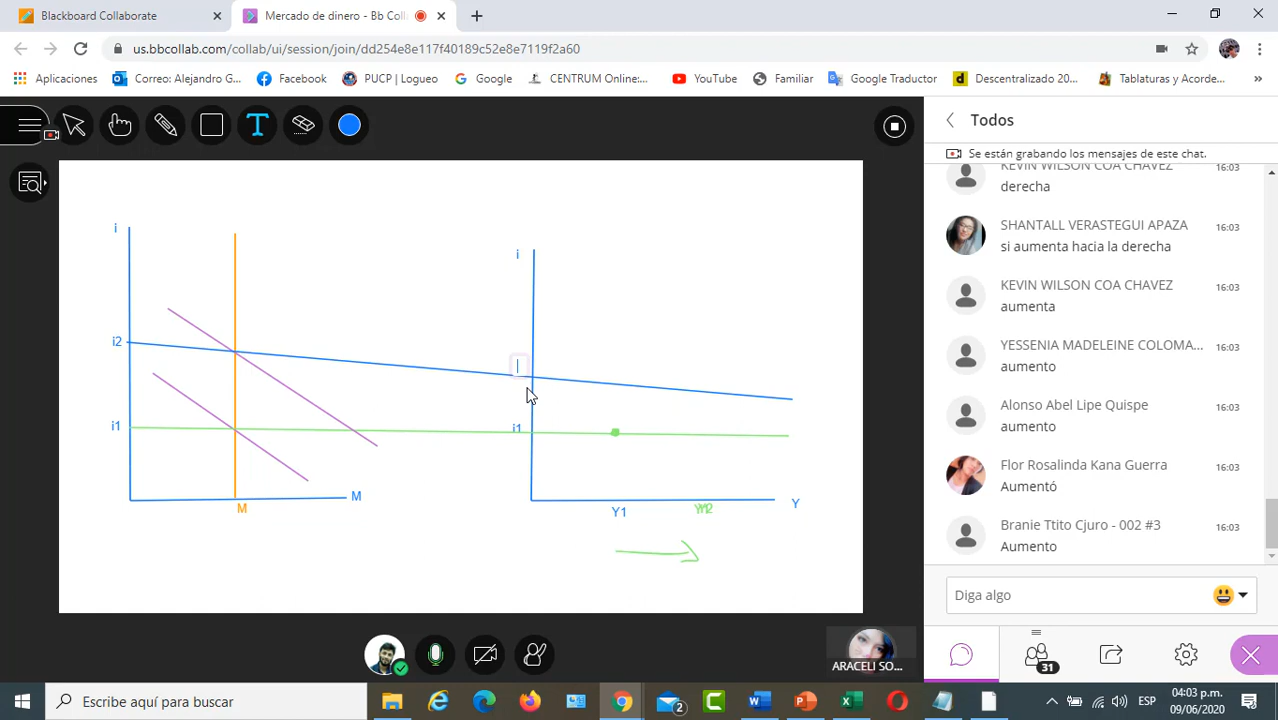 Blackboard Collaborate
Mercado de dinero - Bb Coll
us.bbcollab.com/collab/ui/session/join/dd254e8e117f40189c52e8e7119f2a60
Aplicaciones
Correo: Alejandro G...
Facebook
PUCP | Logueo
Google
CENTRUM Online:...
YouTube
Familiar
Google Traductor
Descentralizado 20...
Tablaturas y Acorde...
»
T
Todos
Se están grabando los mensajes de este chat.
KEVIN WILSON COA CHAVEZ
16:03
derecha
SHANTALL VERASTEGUI APAZA
16:03
si aumenta hacia la derecha
KEVIN WILSON COA CHAVEZ
16:03
aumenta
YESSENIA MADELEINE COLOMA...
16:03
aumento
Alonso Abel Lipe Quispe
16:03
aumento
Flor Rosalinda Kana Guerra
16:03
Aumentó
Branie Ttito Cjuro - 002 #3
16:03
Aumento
Diga algo
31
i
i2
i1
M
M
i
i1
Y1
Y
ARACELI SO...
Escribe aquí para buscar
2
ESP
04:03 p.m.
09/06/2020